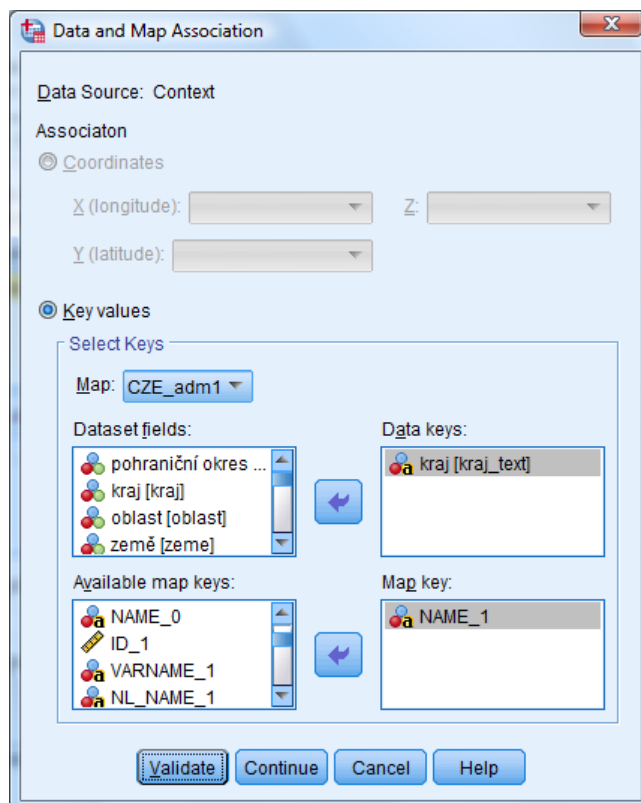 Data and Map Association
Data Source: Context
Associaton
Coordinates
X (longitude): Z:
Y (latitude):
Key values
Select Keys
Map: CZE_adm1
Dataset fields: Data keys:
pohraniční okres ... kraj [kraj_text]
kraj [kraj]
oblast [oblast]
země [zeme]
Available map keys: Map key:
NAME_0 NAME_1
ID_1
VARNAME_1
NL_NAME_1
Validate Continue Cancel Help